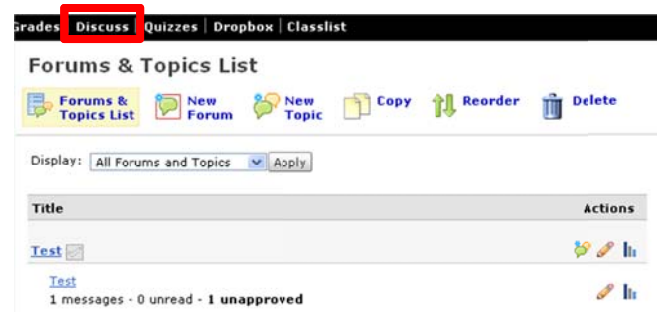 Grades | Discuss | Quizzes | Dropbox | Classlist
Forums & Topics List
Forums & Topics List New Forum New Topic Copy Reorder Delete
Display: All Forums and Topics Apply
Title Actions
Test
Test
1 messages - 0 unread - 1 unapproved